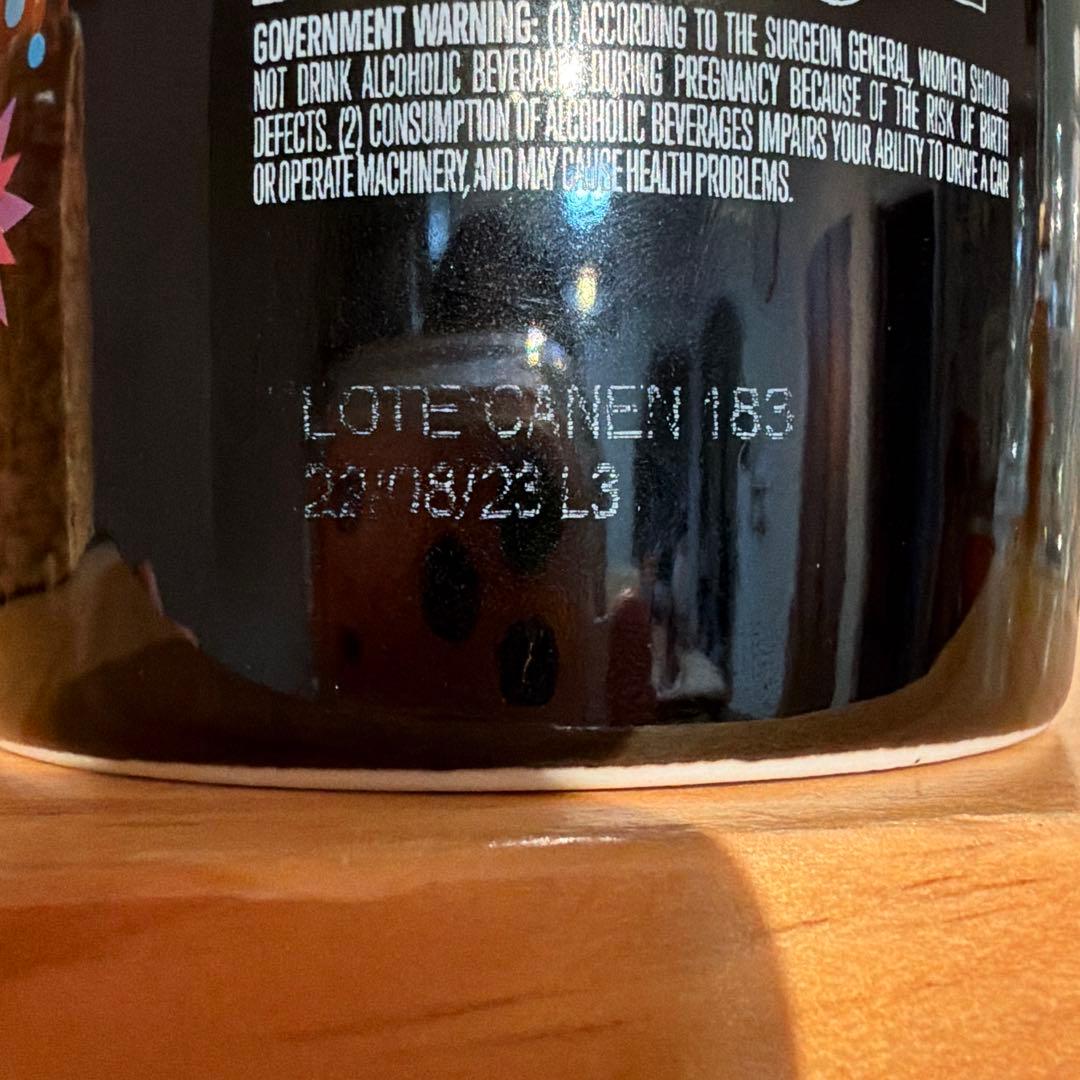 GOVERNMENT WARNING: (1) ACCORDING TO THE SURGEON GENERAL, WOMEN SHOULD
NOT DRINK ALCOHOLIC BEVERAGES DURING PREGNANCY BECAUSE OF THE RISK OF BIRTH
DEFECTS. (2) CONSUMPTION OF ALCOHOLIC BEVERAGES IMPAIRS YOUR ABILITY TO DRIVE A CAR
OR OPERATE MACHINERY, AND MAY CAUSE HEALTH PROBLEMS.
LOTE CANEN 183
22/08/23 L3